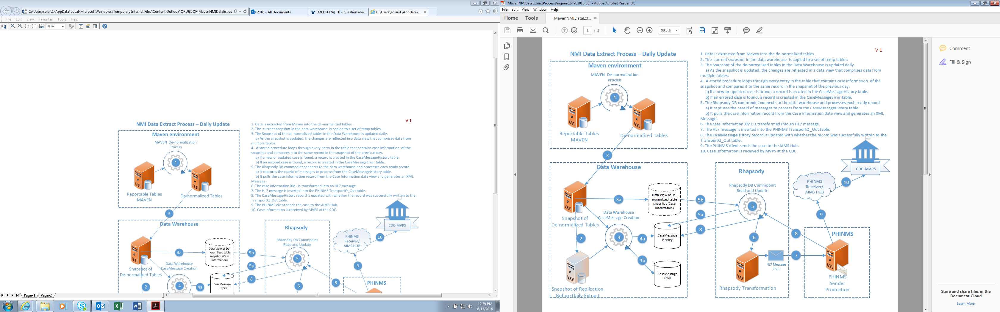 C:\Users\solars1\AppData\Local\Microsoft\Windows\Temporary Internet Files\Content.Outlook\QRUJ85QF\MavenNMIDataExtrac
2016 - All Documents
[MED-1174] TB - question abo...
C:\Users\solars1\AppData\...
File Edit View Favorites Tools Help
100%
V 1
NMI Data Extract Process – Daily Update
Maven environment
MAVEN De-normalization
Process
1
Reportable Tables
MAVEN
De-normalized Tables
3
1. Data is extracted from Maven into the de-normalized tables .
2. The current snapshot in the data warehouse is copied to a set of temp tables.
3. The Snapshot of the de-normalized tables in the Data Warehouse is updated daily.
a) As the snapshot is updated, the changes are reflected in a data view that comprises data from
multiple tables.
4. A stored procedure loops through every entry in the table that contains case information of the
snapshot and compares it to the same record in the snapshot of the previous day.
a) If a new or updated case is found, a record is created in the CaseMessageHistory table.
b) If an errored case is found, a record is created in the CaseMessageError table.
5. The Rhapsody DB commpoint connects to the data warehouse and processes each ready record
a) It captures the caseId of messages to process from the CaseMessageHistory table.
b) It pulls the case information record from the Case Information data view and generates an XML
Message.
6. The case information XML is transformed into an HL7 message.
7. The HL7 message is inserted into the PHINMS TransportQ_Out table.
8. The CaseMessageHistory record is updated with whether the record was successfully written to the
TransportQ_Out table.
9. The PHINMS client sends the case to the AIMS Hub.
10. Case Information is received by MVPS at the CDC.
CDC-MVPS
Data Warehouse
Rhapsody
PHINMS
Receiver/
AIMS HUB
10
Rhapsody DB Commpoint
Read and Update
3a
Data View of De-
noramlized table
snapshot (Case
Information)
5b
5
Data Warehouse
CaseMessage Creation
5a
9
Snapshot of
De-normalized Tables
8
8
PHINMS
2
4
4a
CaseMessage
History
6
Page-1 Page-2
12:39 PM
6/15/2016
MavenNMIDataExtractProcessDiagram16Feb2016.pdf - Adobe Acrobat Reader DC
File Edit View Window Help
Home Tools MavenNMIDataExt...
1 / 2
98.8%
V 1
NMI Data Extract Process – Daily Update
Maven environment
MAVEN De-normalization
Process
1
Reportable Tables
MAVEN
De-normalized Tables
3
1. Data is extracted from Maven into the de-normalized tables .
2. The current snapshot in the data warehouse is copied to a set of temp tables.
3. The Snapshot of the de-normalized tables in the Data Warehouse is updated daily.
a) As the snapshot is updated, the changes are reflected in a data view that comprises data from
multiple tables.
4. A stored procedure loops through every entry in the table that contains case information of the
snapshot and compares it to the same record in the snapshot of the previous day.
a) If a new or updated case is found, a record is created in the CaseMessageHistory table.
b) If an errored case is found, a record is created in the CaseMessageError table.
5. The Rhapsody DB commpoint connects to the data warehouse and processes each ready record
a) It captures the caseId of messages to process from the CaseMessageHistory table.
b) It pulls the case information record from the Case Information data view and generates an XML
Message.
6. The case information XML is transformed into an HL7 message.
7. The HL7 message is inserted into the PHINMS TransportQ_Out table.
8. The CaseMessageHistory record is updated with whether the record was successfully written to the
TransportQ_Out table.
9. The PHINMS client sends the case to the AIMS Hub.
10. Case Information is received by MVPS at the CDC.
CDC-MVPS
Data Warehouse
Rhapsody
PHINMS
Receiver/
AIMS HUB
10
Rhapsody DB Commpoint
Read and Update
3a
Data View of De-
noramlized table
snapshot (Case
Information)
5b
5
Data Warehouse
CaseMessage Creation
5a
9
Snapshot of
De-normalized Tables
8
8
PHINMS
2
4
4a
CaseMessage
History
6
4b
CaseMessage
Error
HL7 Message
2.5.1
7
Snapshot of Replication
Before Daily Extract
Rhapsody Transformation
PHINMS
Sender
Production
Comment
Fill & Sign
Store and share files in the
Document Cloud
Learn More